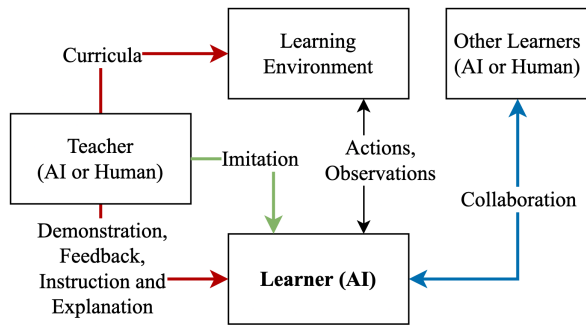 Curricula
Learning
Environment
Other Learners
(AI or Human)
Teacher
(AI or Human)
Imitation
Actions,
Observations
Collaboration
Demonstration,
Feedback,
Instruction and
Explanation
Learner (AI)